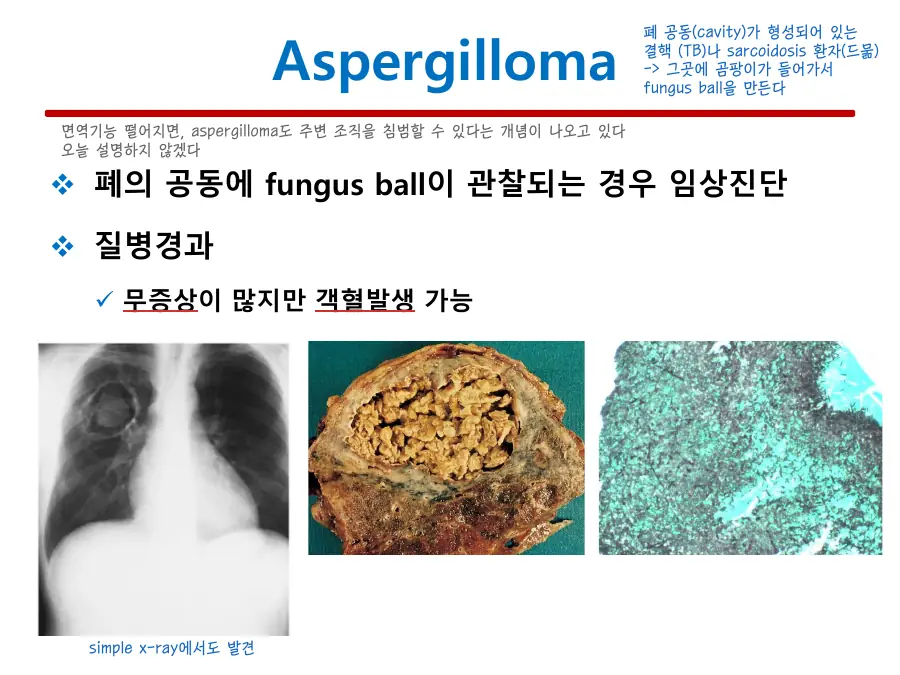 Aspergilloma
폐 공동(cavity)가 형성되어 있는
결핵 (TB)나 sarcoidosis 환자(드묾)
-> 그곳에 곰팡이가 들어가서
fungus ball을 만든다
면역기능 떨어지면, aspergilloma도 주변 조직을 침범할 수 있다는 개념이 나오고 있다
오늘 설명하지 않겠다
❖ 폐의 공동에 fungus ball이 관찰되는 경우 임상진단
❖ 질병경과
✓ 무증상이 많지만 객혈발생 가능
simple x-ray에서도 발견